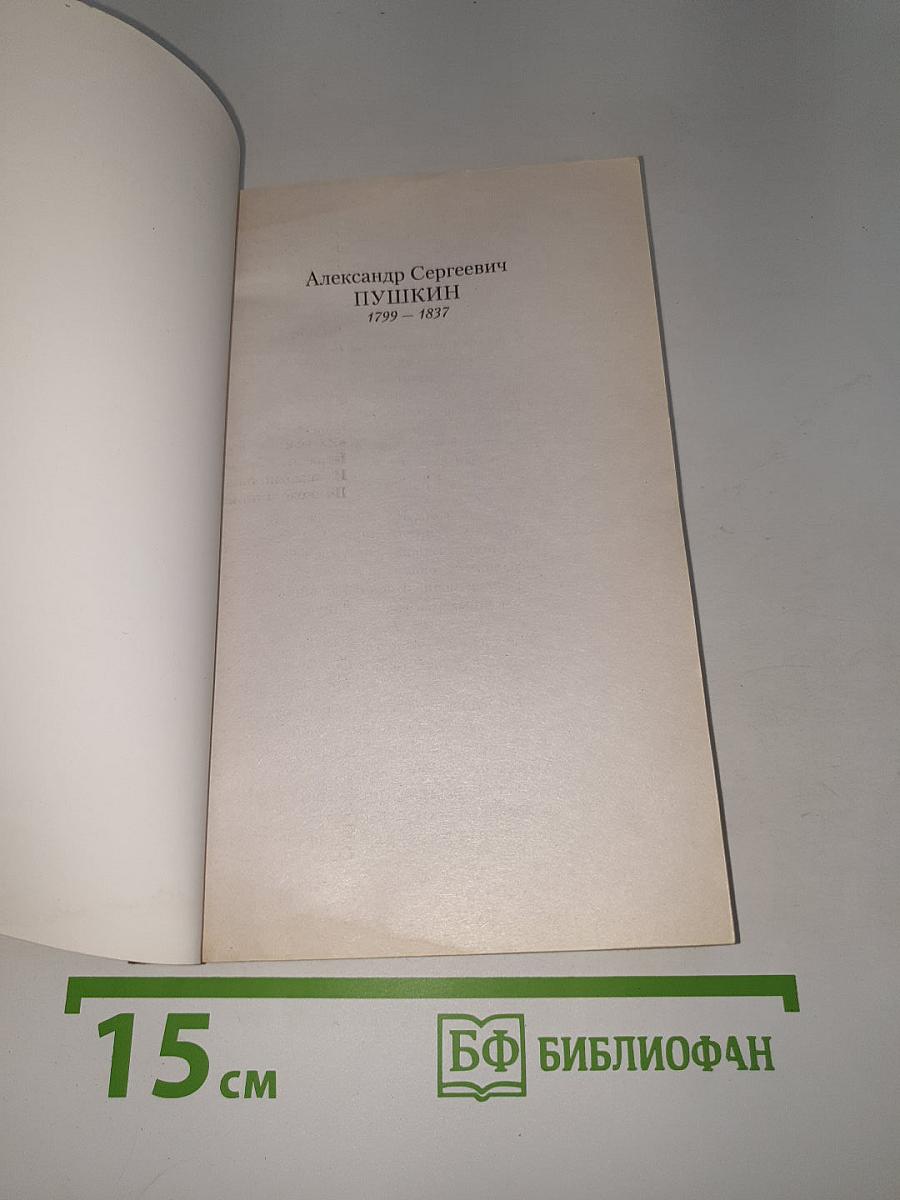 Александр Сергеевич
ПУШКИН
1799 — 1837
15 см
БФ БИБЛИОФАН